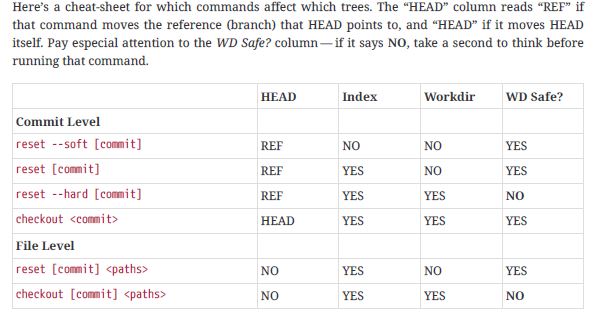 Here’s a cheat-sheet for which commands affect which trees. The “HEAD” column reads “REF” if
that command moves the reference (branch) that HEAD points to, and “HEAD” if it moves HEAD
itself. Pay especial attention to the WD Safe? column — if it says NO, take a second to think before
running that command.
HEAD Index Workdir WD Safe?
Commit Level
reset --soft [commit] REF NO NO YES
reset [commit] REF YES NO YES
reset --hard [commit] REF YES YES NO
checkout <commit> HEAD YES YES YES
File Level
reset [commit] <paths> NO YES NO YES
checkout [commit] <paths> NO YES YES NO